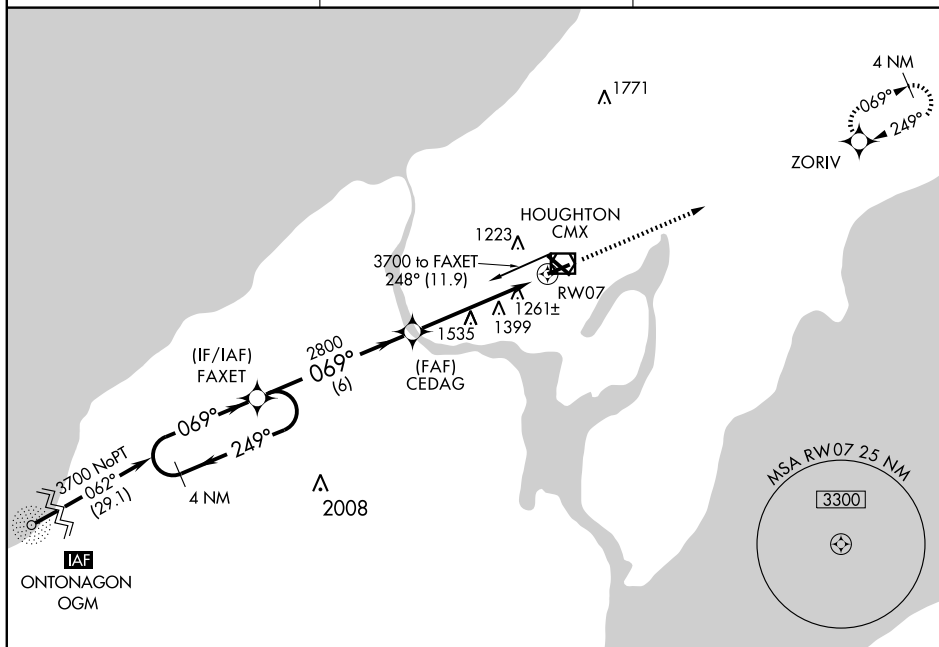 1771
4 NM
069°
249°
ZORIV
HOUGHTON
CMX
1223
3700 to FAXET
248° (11.9)
RW07
1261±
1399
1535
(FAF)
CEDAG
2800
069°
(6)
(IF/IAF)
FAXET
069°
249°
4 NM
3700 NoPT
062°
(29.1)
2008
IAF
ONTONAGON
OGM
MSA RW07 25 NM
3300